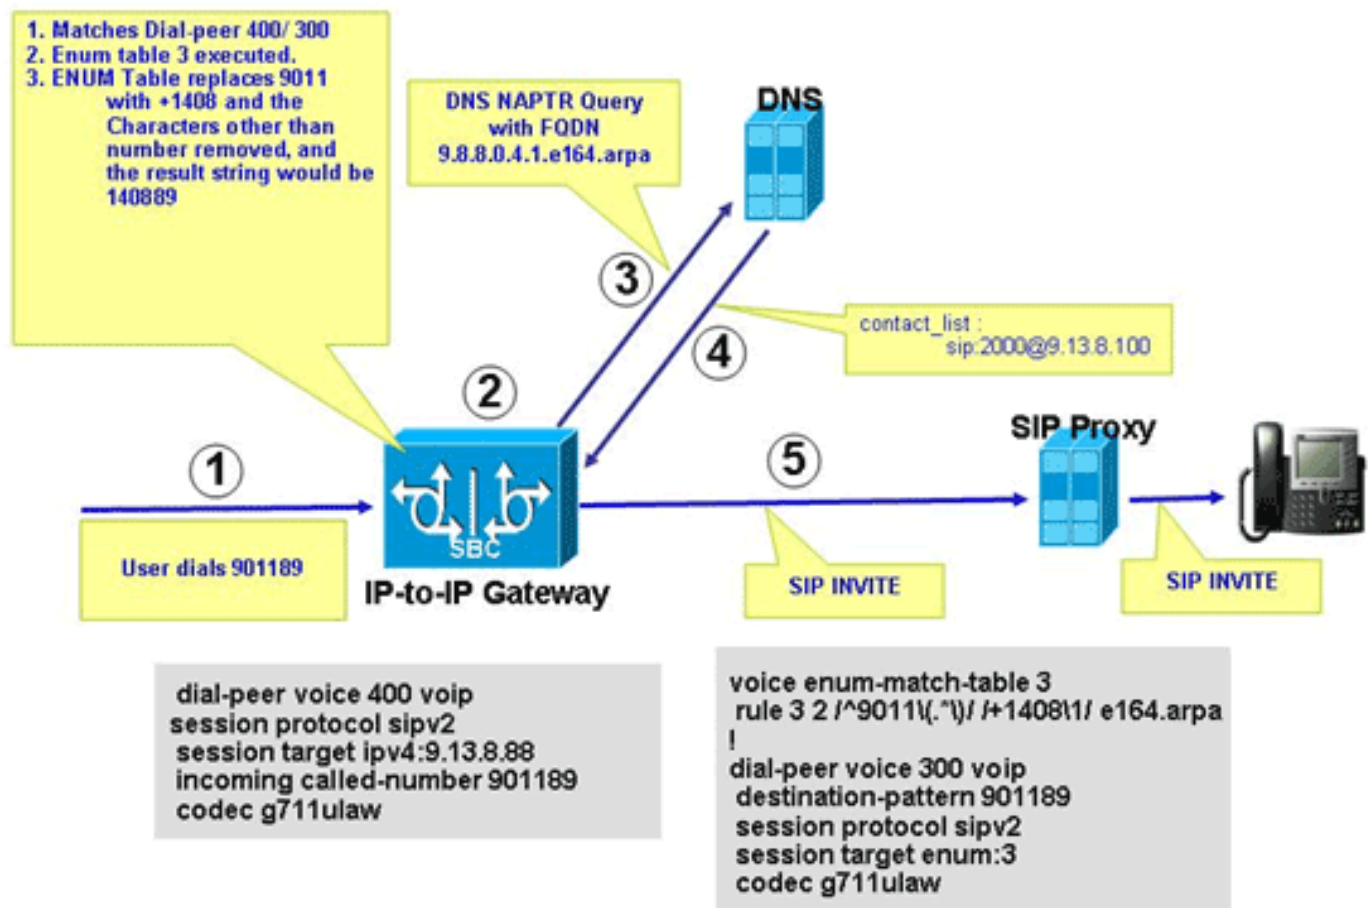 1. Matches Dial-peer 400/ 300
2. Enum table 3 executed.
3. ENUM Table replaces 9011
with +1408 and the
Characters other than
number removed, and
the result string would be
140889
DNS NAPTR Query
with FQDN
9.8.8.0.4.1.e164.arpa
DNS
3
4
contact_list :
sip:2000@9.13.8.100
2
1
User dials 901189
SBC
IP-to-IP Gateway
5
SIP INVITE
SIP Proxy
SIP INVITE
dial-peer voice 400 voip
session protocol sipv2
session target ipv4:9.13.8.88
incoming called-number 901189
codec g711ulaw
voice enum-match-table 3
rule 3 2 /^9011\(.*\)/ /+1408\1/ e164.arpa
!
dial-peer voice 300 voip
destination-pattern 901189
session protocol sipv2
session target enum:3
codec g711ulaw